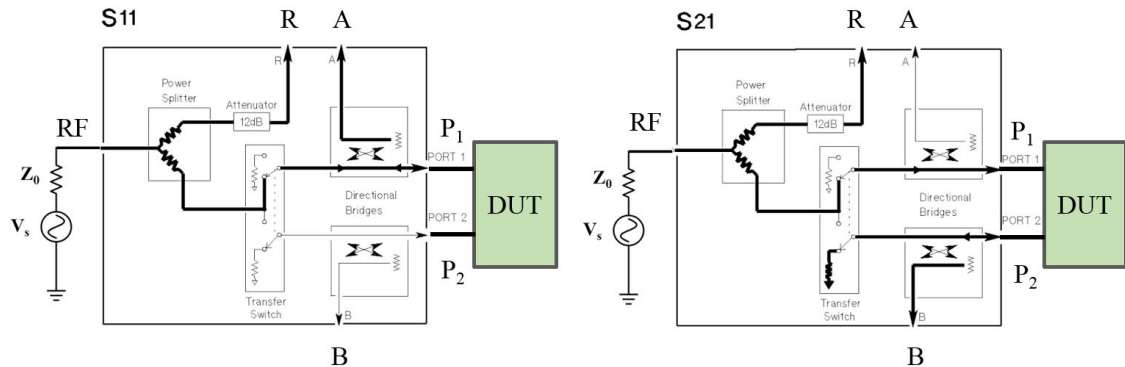 S11
R
A
R
A
Power
Splitter
Attenuator
12dB
RF
P1
PORT 1
Z0
Vs
DUT
Directional
Bridges
PORT 2
P2
Transfer
Switch
B
B
S21
R
A
R
A
Power
Splitter
Attenuator
12dB
RF
P1
PORT 1
Z0
Vs
DUT
Directional
Bridges
PORT 2
P2
Transfer
Switch
B
B